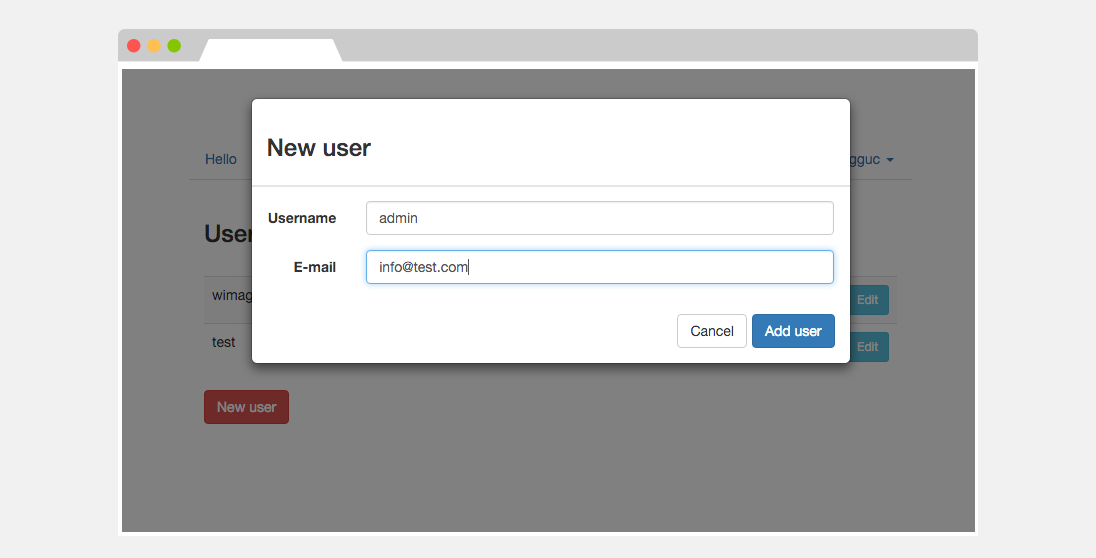 New user
Hello
gguc
Username admin
User
E-mail info@test.com
wimag
Edit
Cancel Add user
test
Edit
New user